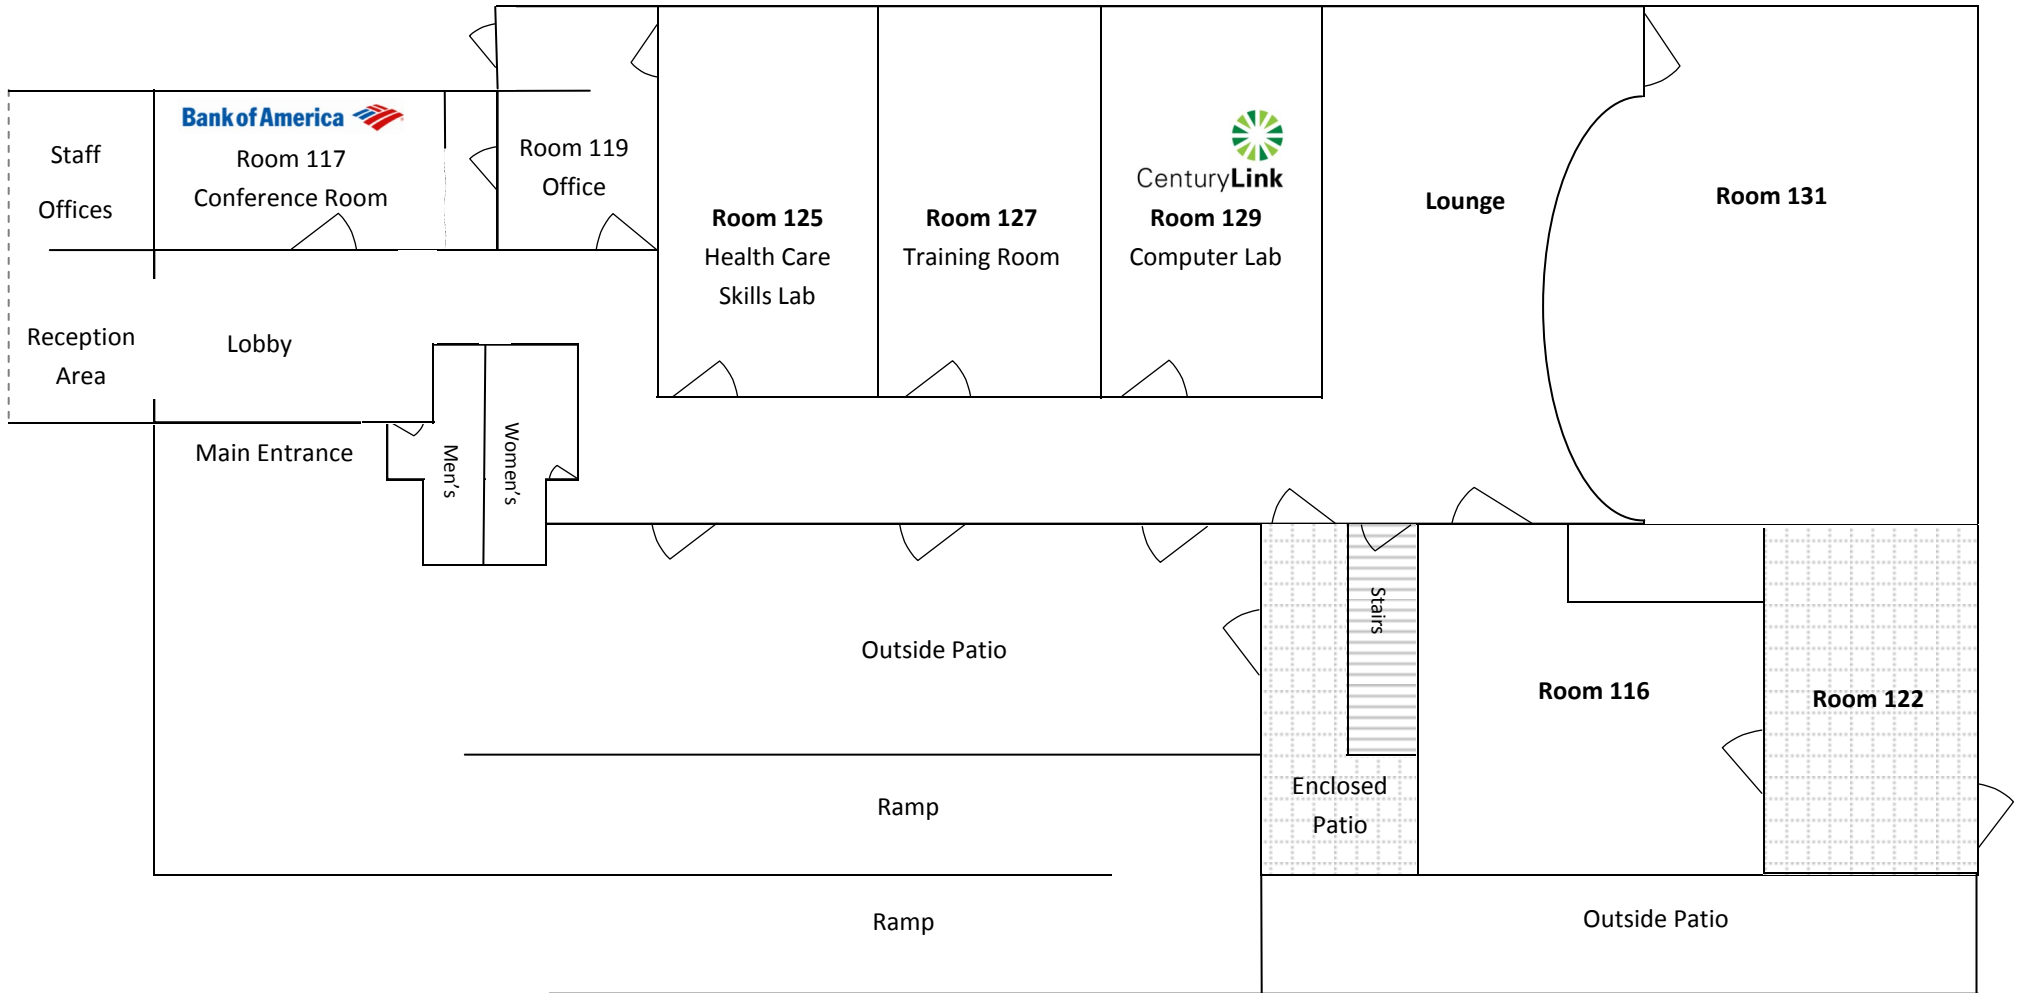 Staff
Offices
Bank of America
Room 117
Conference Room
Room 119
Office
Room 125
Health Care
Skills Lab
Room 127
Training Room
CenturyLink
Room 129
Computer Lab
Lounge
Room 131
Reception
Area
Lobby
Main Entrance
Men's
Women's
Outside Patio
Stairs
Room 116
Room 122
Enclosed
Patio
Ramp
Ramp
Outside Patio